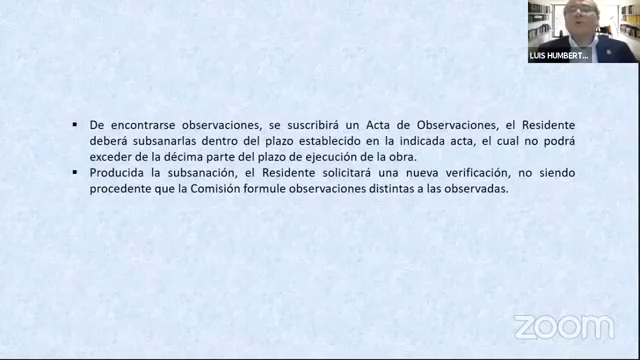 LUIS HUMBERT...
▪ De encontrarse observaciones, se suscribirá un Acta de Observaciones, el Residente
deberá subsanarlas dentro del plazo establecido en la indicada acta, el cual no podrá
exceder de la décima parte del plazo de ejecución de la obra.
▪ Producida la subsanación, el Residente solicitará una nueva verificación, no siendo
procedente que la Comisión formule observaciones distintas a las observadas.
zoom